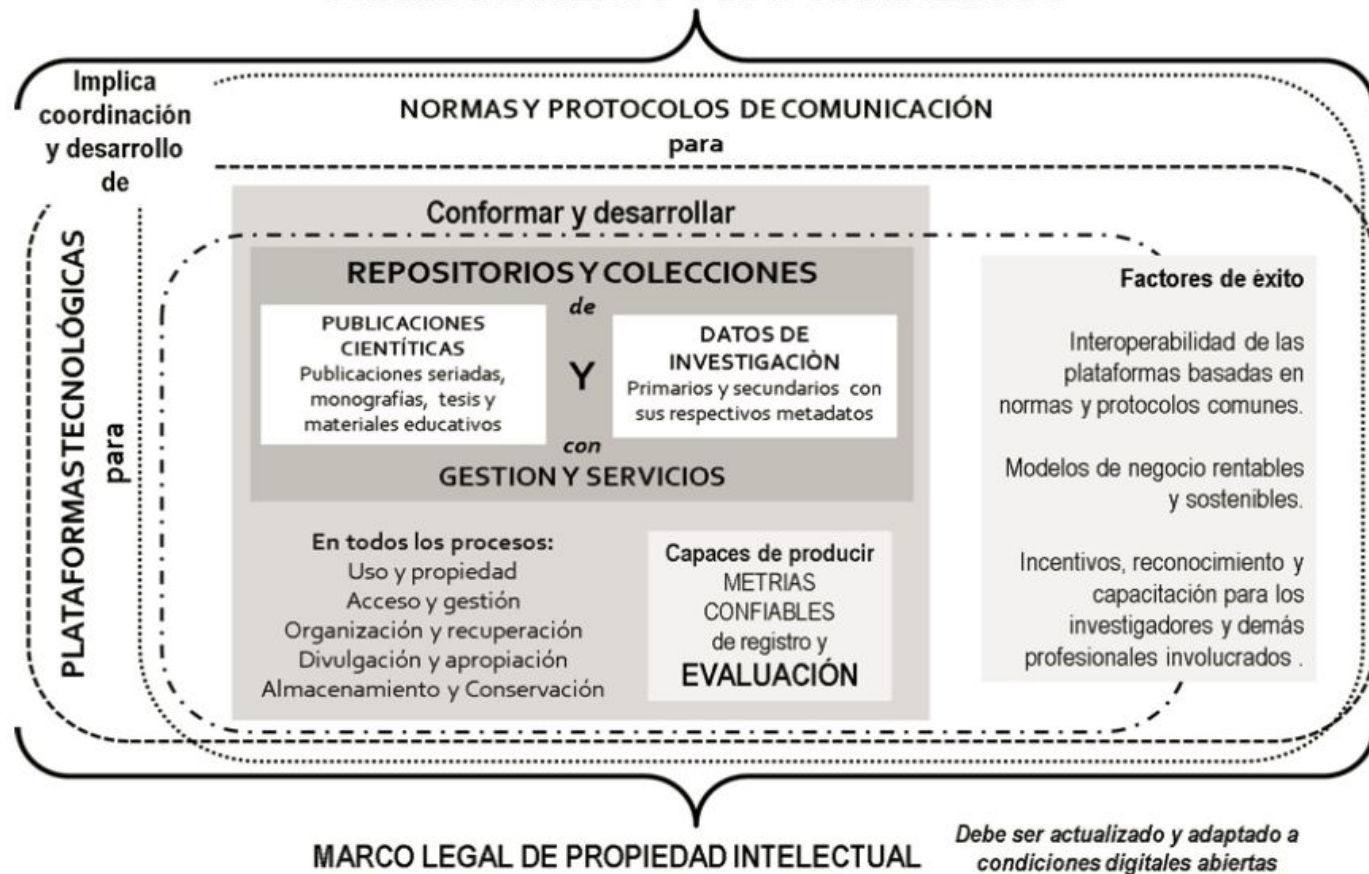 Implica
coordinación
y desarrollo
de
NORMAS Y PROTOCOLOS DE COMUNICACIÓN
para
PLATAFORMAS TECNOLÓGICAS
para
Conformar y desarrollar
REPOSITORIOS Y COLECCIONES
de
PUBLICACIONES
CIENTÍTICAS
Publicaciones seriadas,
monografías, tesis y
materiales educativos
Y
DATOS DE
INVESTIGACIÒN
Primarios y secundarios con
sus respectivos metadatos
con
GESTION Y SERVICIOS
En todos los procesos:
Uso y propiedad
Acceso y gestión
Organización y recuperación
Divulgación y apropiación
Almacenamiento y Conservación
Capaces de producir
METRIAS
CONFIABLES
de registro y
EVALUACIÓN
Factores de èxito
Interoperabilidad de las
plataformas basadas en
normas y protocolos comunes.
Modelos de negocio rentables
y sostenibles.
Incentivos, reconocimiento y
capacitación para los
investigadores y demás
profesionales involucrados .
MARCO LEGAL DE PROPIEDAD INTELECTUAL
Debe ser actualizado y adaptado a
condiciones digitales abiertas